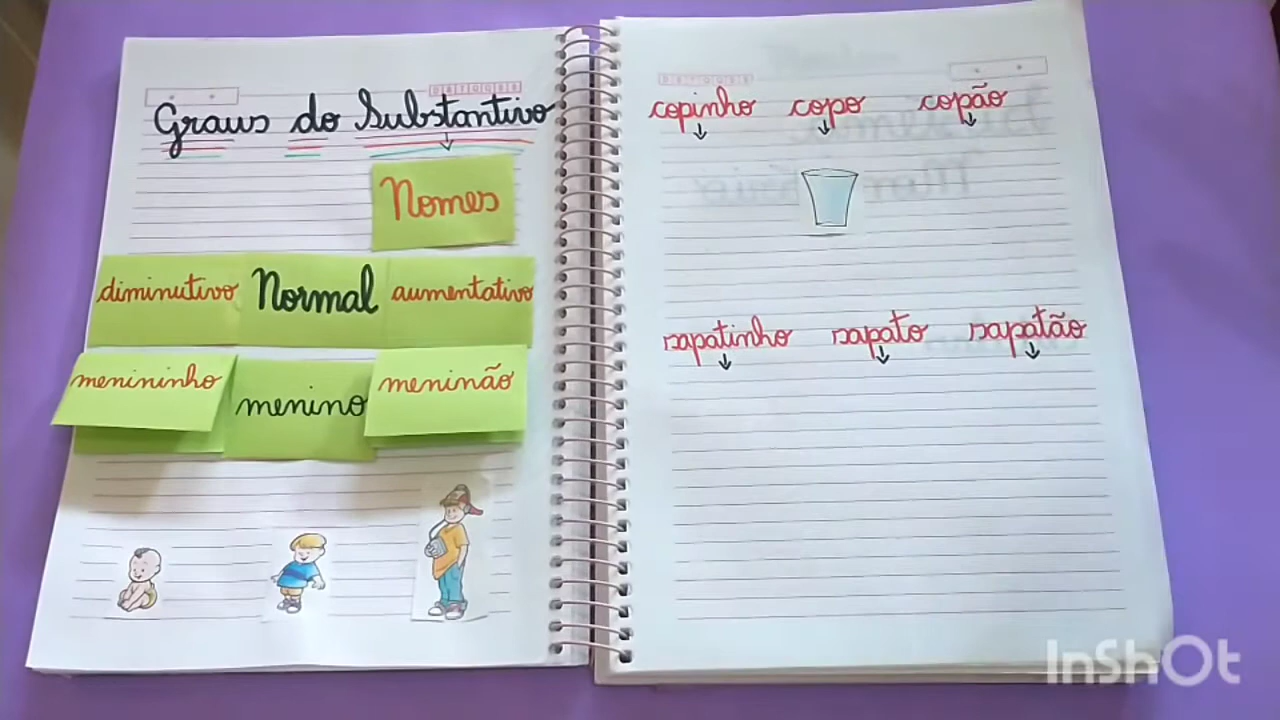 Graus do Substantivo
Nomes
diminutivo Normal aumentativo
menininho menino meninão
copinho copo copão
sapatinho sapato sapatão
InShOt